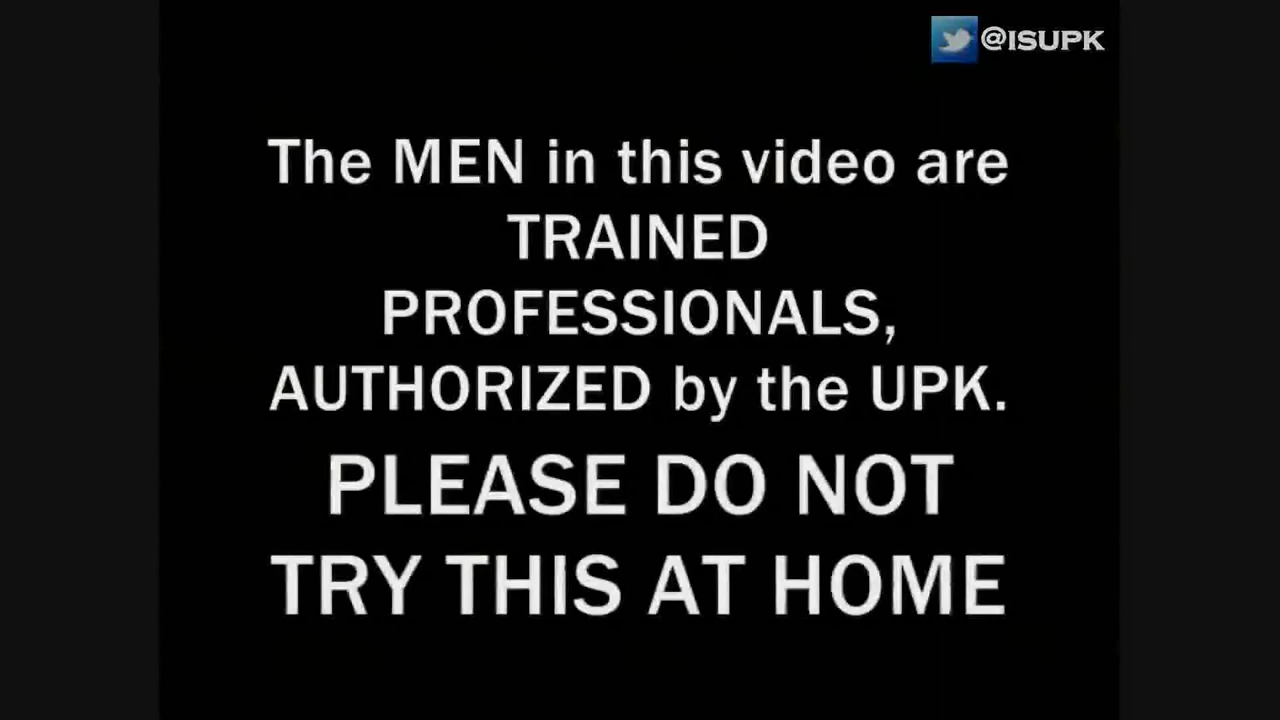 @ISUPK
The MEN in this video are
TRAINED
PROFESSIONALS,
AUTHORIZED by the UPK.
PLEASE DO NOT
TRY THIS AT HOME